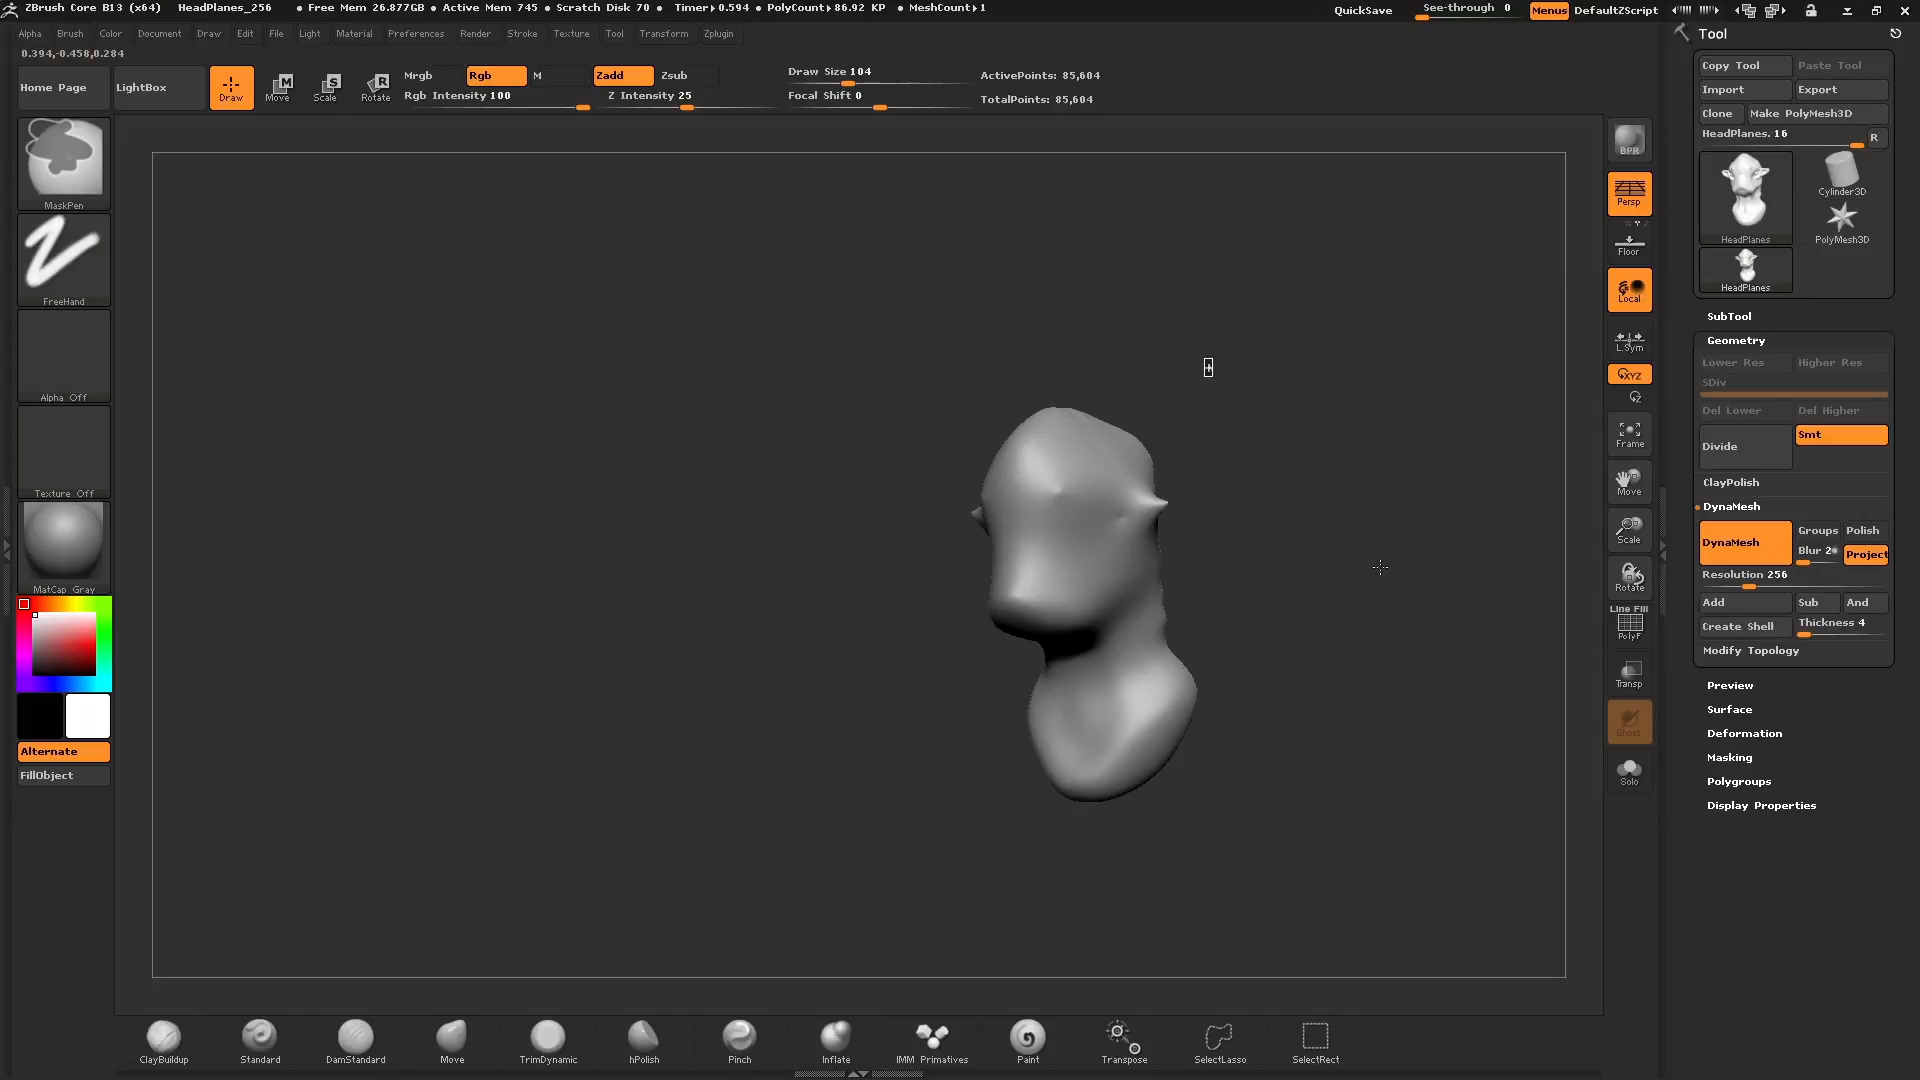 ZBrush Core B13 (x64) HeadPlanes_256 • Free Mem 26.877GB • Active Mem 745 • Scratch Disk 70 • Timer▸0.594 • PolyCount▸86.92 KP • MeshCount▸1 QuickSave See-through 0 Menus DefaultZScript
Alpha Brush Color Document Draw Edit File Light Material Preferences Render Stroke Texture Tool Transform Zplugin
0.394,-0.458,0.284
Home Page LightBox Draw Move Scale Rotate
Mrgb Rgb M Zadd Zsub
Rgb Intensity 100 Z Intensity 25
Draw Size 104
Focal Shift 0
ActivePoints: 85,604
TotalPoints: 85,604
MaskPen
FreeHand
Alpha Off
Texture Off
MatCap Gray
Alternate
FillObject
BPR
Persp
Floor
Local
L.Sym
XYZ
Frame
Move
Scale
Rotate
Line Fill
PolyF
Transp
Ghost
Solo
Tool
Copy Tool Paste Tool
Import Export
Clone Make PolyMesh3D
HeadPlanes. 16 R
Cylinder3D
HeadPlanes PolyMesh3D
HeadPlanes
SubTool
Geometry
Lower Res Higher Res
SDiv
Del Lower Del Higher
Divide Smt
ClayPolish
DynaMesh
DynaMesh Groups Polish
Blur 2 Project
Resolution 256
Add Sub And
Create Shell Thickness 4
Modify Topology
Preview
Surface
Deformation
Masking
Polygroups
Display Properties
ClayBuildup Standard DamStandard Move TrimDynamic hPolish Pinch Inflate IMM Primitives Paint Transpose SelectLasso SelectRect